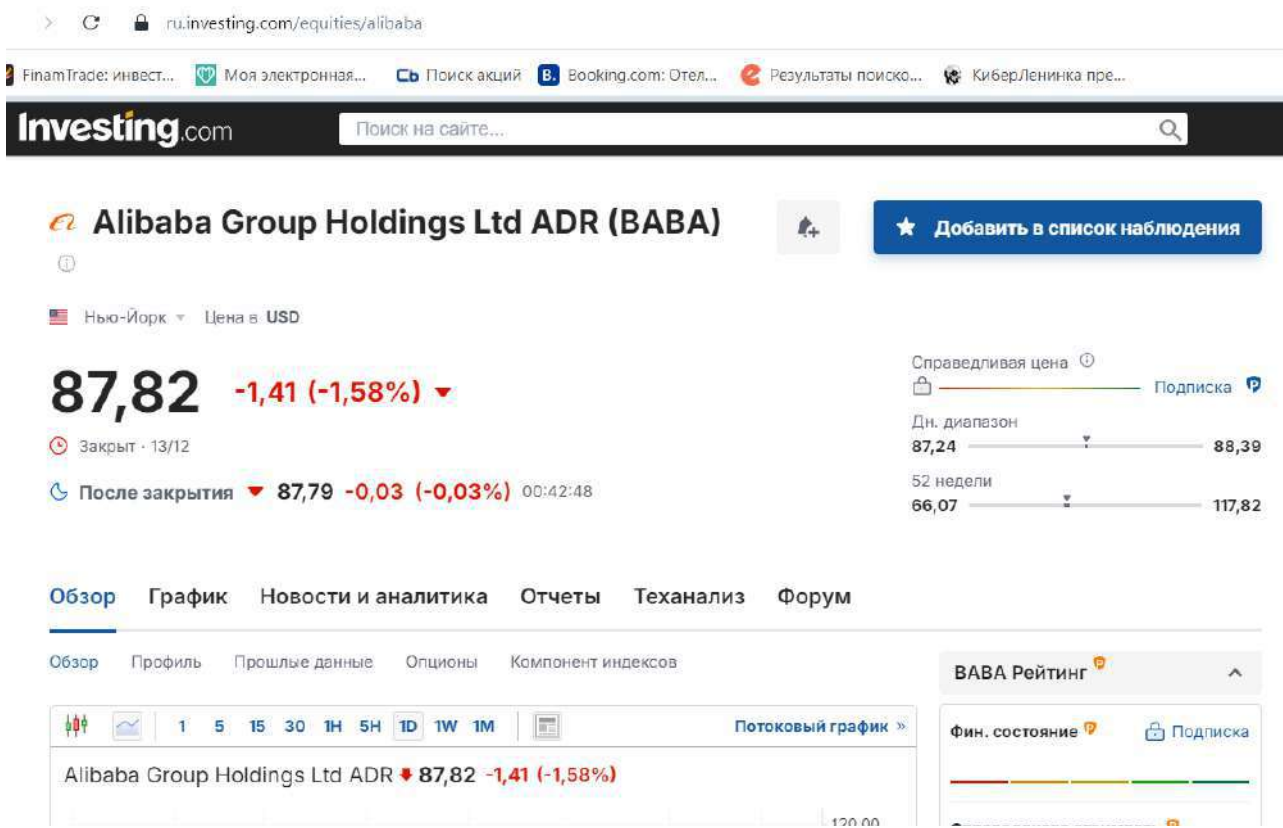 ru.investing.com/equities/alibaba
FinamTrade: инвест... Моя электронная... Сb Поиск акций B. Booking.com: Отел... Результаты поиско... КиберЛенинка пре...
Investing.com Поиск на сайте...
Alibaba Group Holdings Ltd ADR (BABA)
Добавить в список наблюдения
Нью-Йорк Цена в USD
87,82 -1,41 (-1,58%)
Справедливая цена
Подписка
Закрыт · 13/12
Дн. диапазон
87,24 88,39
После закрытия 87,79 -0,03 (-0,03%) 00:42:48
52 недели
66,07 117,82
Обзор График Новости и аналитика Отчеты Теханализ Форум
Обзор Профиль Прошлые данные Опционы Компонент индексов
BABA Рейтинг
1 5 15 30 1H 5H 1D 1W 1M Потоковый график »
Фин. состояние Подписка
Alibaba Group Holdings Ltd ADR 87,82 -1,41 (-1,58%)
120,00